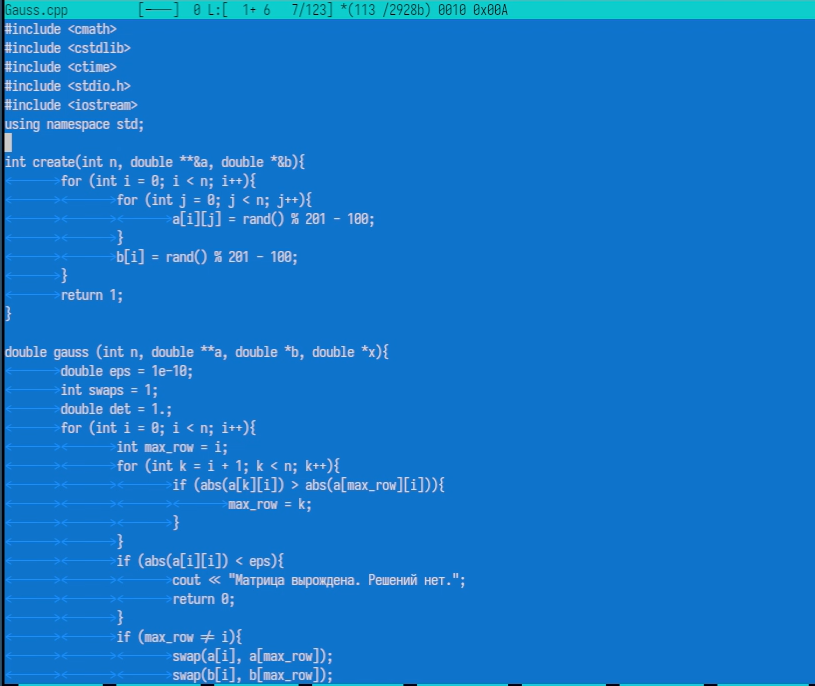 Gauss.cpp [----] 0 L:[ 1+ 6 7/123] *(113 /2928b) 0010 0x00A
#include <cmath>
#include <cstdlib>
#include <ctime>
#include <stdio.h>
#include <iostream>
using namespace std;
int create(int n, double **&a, double *&b){
for (int i = 0; i < n; i++){
for (int j = 0; j < n; j++){
a[i][j] = rand() % 201 - 100;
}
b[i] = rand() % 201 - 100;
}
return 1;
}
double gauss (int n, double **a, double *b, double *x){
double eps = 1e-10;
int swaps = 1;
double det = 1.;
for (int i = 0; i < n; i++){
int max_row = i;
for (int k = i + 1; k < n; k++){
if (abs(a[k][i]) > abs(a[max_row][i])){
max_row = k;
}
}
if (abs(a[i][i]) < eps){
cout << "Матрица вырождена. Решений нет.";
return 0;
}
if (max_row != i){
swap(a[i], a[max_row]);
swap(b[i], b[max_row]);